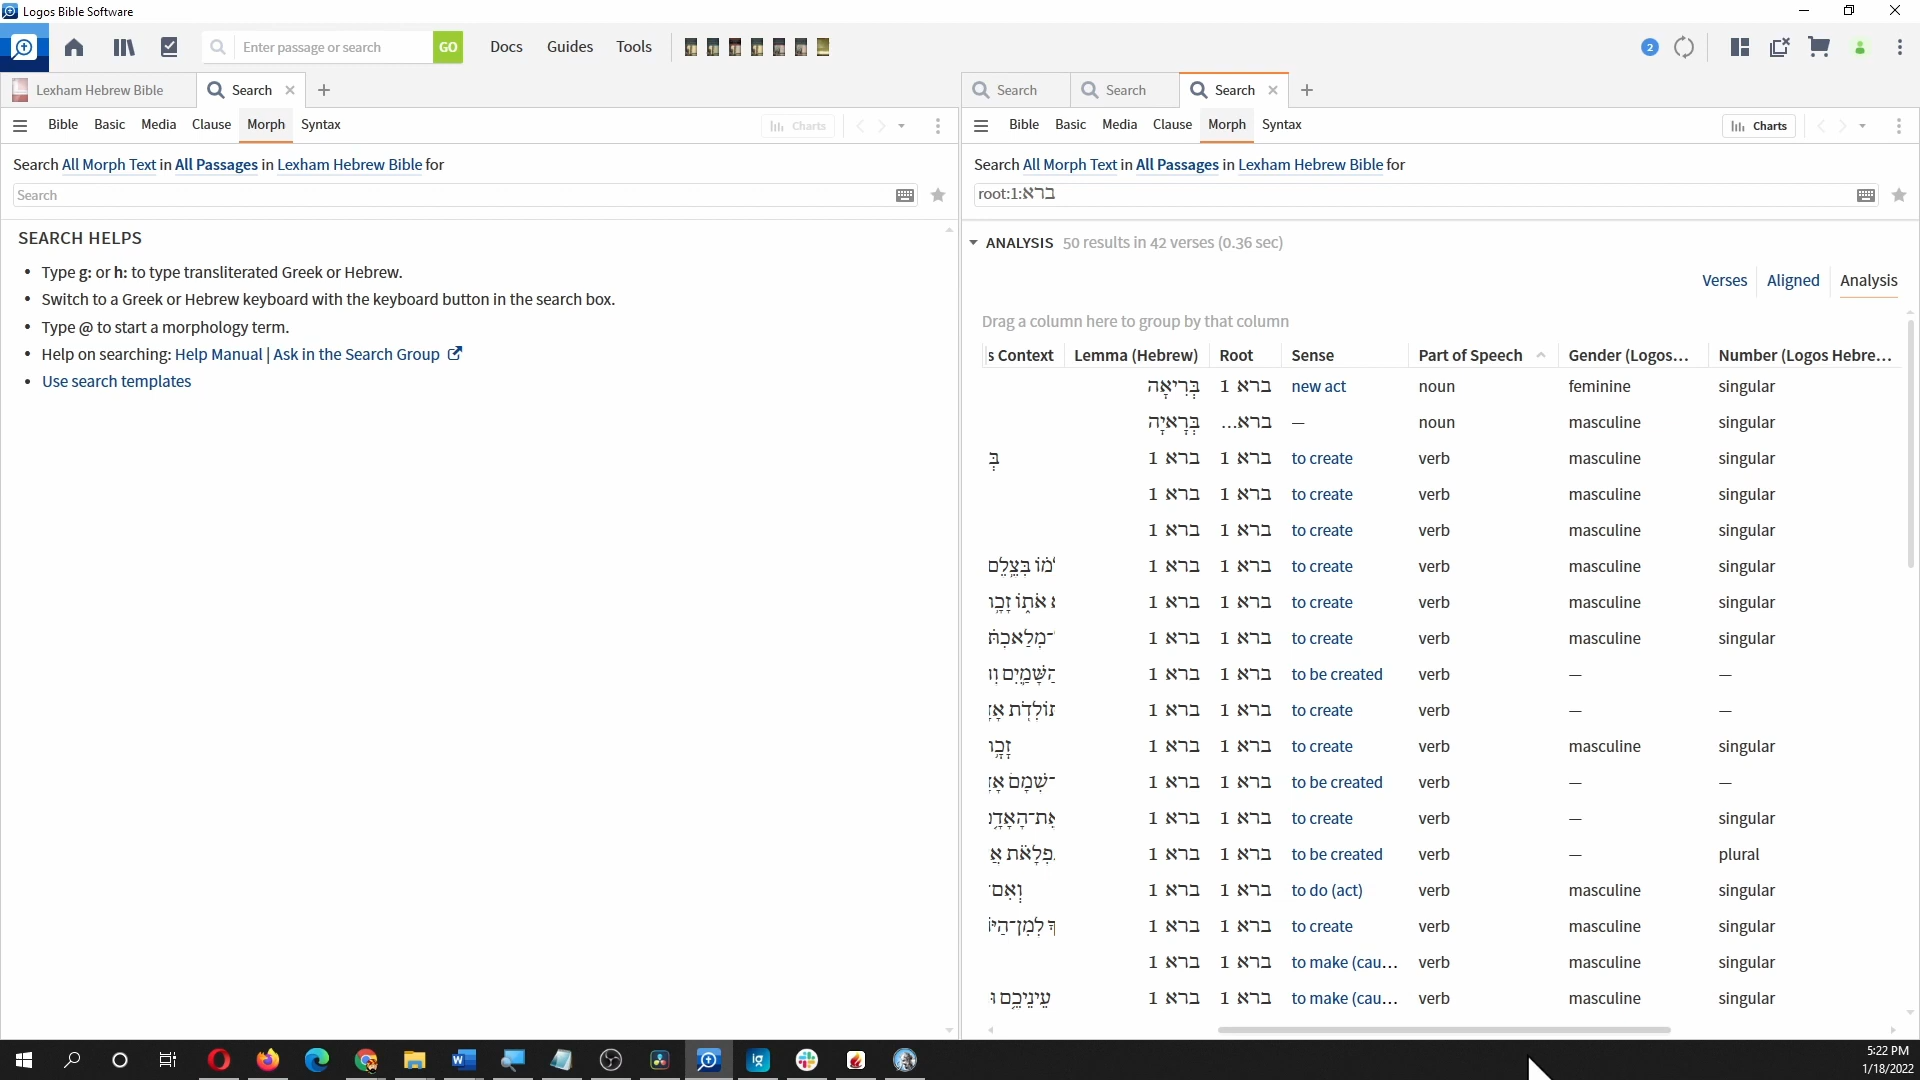 Logos Bible Software
Enter passage or search GO Docs Guides Tools 2
Lexham Hebrew Bible Search
Bible Basic Media Clause Morph Syntax Charts
Search All Morph Text in All Passages in Lexham Hebrew Bible for
Search
SEARCH HELPS
• Type g: or h: to type transliterated Greek or Hebrew.
• Switch to a Greek or Hebrew keyboard with the keyboard button in the search box.
• Type @ to start a morphology term.
• Help on searching: Help Manual | Ask in the Search Group
• Use search templates
Search Search Search
Bible Basic Media Clause Morph Syntax Charts
Search All Morph Text in All Passages in Lexham Hebrew Bible for
root:1:ברא
ANALYSIS 50 results in 42 verses (0.36 sec)
Verses Aligned Analysis
Drag a column here to group by that column
s Context Lemma (Hebrew) Root Sense Part of Speech Gender (Logos... Number (Logos Hebre...
בְּרִיאָה ברא 1 new act noun feminine singular
בְּרָאיָה ברא... — noun masculine singular
בְּ ברא 1 ברא 1 to create verb masculine singular
ברא 1 ברא 1 to create verb masculine singular
ברא 1 ברא 1 to create verb masculine singular
בְּצֶ֥לֶם ברא 1 ברא 1 to create verb masculine singular
אֹת֑וֹ ברא 1 ברא 1 to create verb masculine singular
ברא 1 ברא 1 to create verb masculine singular
הַשָּׁמַ֛יִם ברא 1 ברא 1 to be created verb — —
תּוֹלְדֹ֖ת ברא 1 ברא 1 to create verb — —
ברא 1 ברא 1 to create verb masculine singular
שְׁמָם֙ ברא 1 ברא 1 to be created verb — —
ברא 1 ברא 1 to create verb — singular
ברא 1 ברא 1 to be created verb — plural
וְאִם־ ברא 1 ברא 1 to do (act) verb masculine singular
ברא 1 ברא 1 to create verb masculine singular
ברא 1 ברא 1 to make (cau... verb masculine singular
עֵינֵיכֶ֥ם ברא 1 ברא 1 to make (cau... verb masculine singular
5:22 PM
1/18/2022